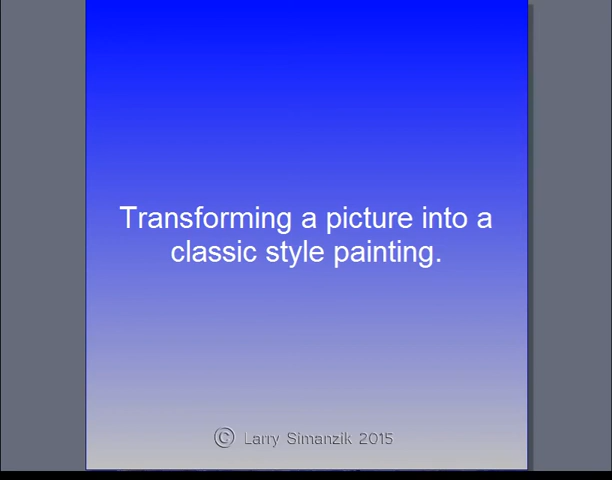 Transforming a picture into a
classic style painting.
© Larry Simanzik 2015